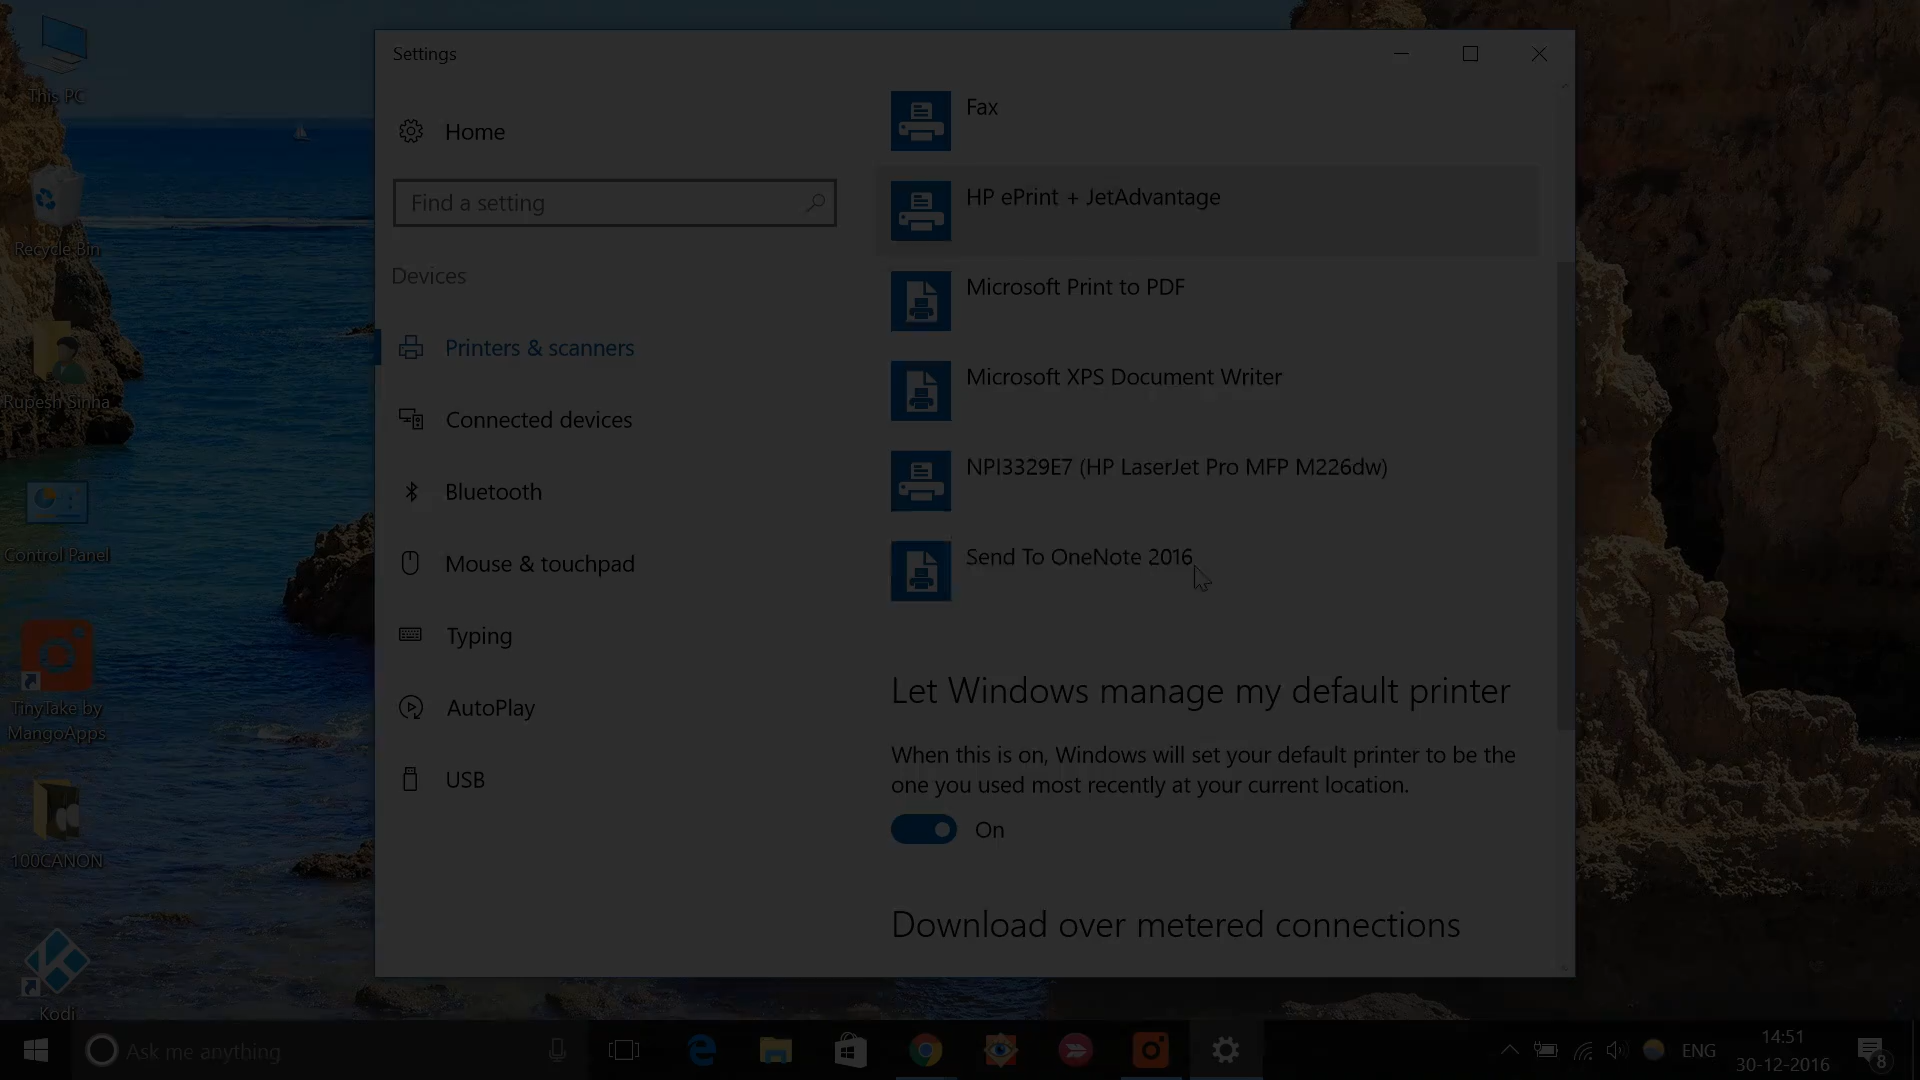 This PC
Recycle Bin
Rupesh Sinha
Control Panel
TinyTake by
MangoApps
100CANON
Kodi
Settings
Home
Find a setting
Devices
Printers & scanners
Connected devices
Bluetooth
Mouse & touchpad
Typing
AutoPlay
USB
Fax
HP ePrint + JetAdvantage
Microsoft Print to PDF
Microsoft XPS Document Writer
NPI3329E7 (HP LaserJet Pro MFP M226dw)
Send To OneNote 2016
Let Windows manage my default printer
When this is on, Windows will set your default printer to be the
one you used most recently at your current location.
On
Download over metered connections
Ask me anything
ENG
14:51
30-12-2016
8